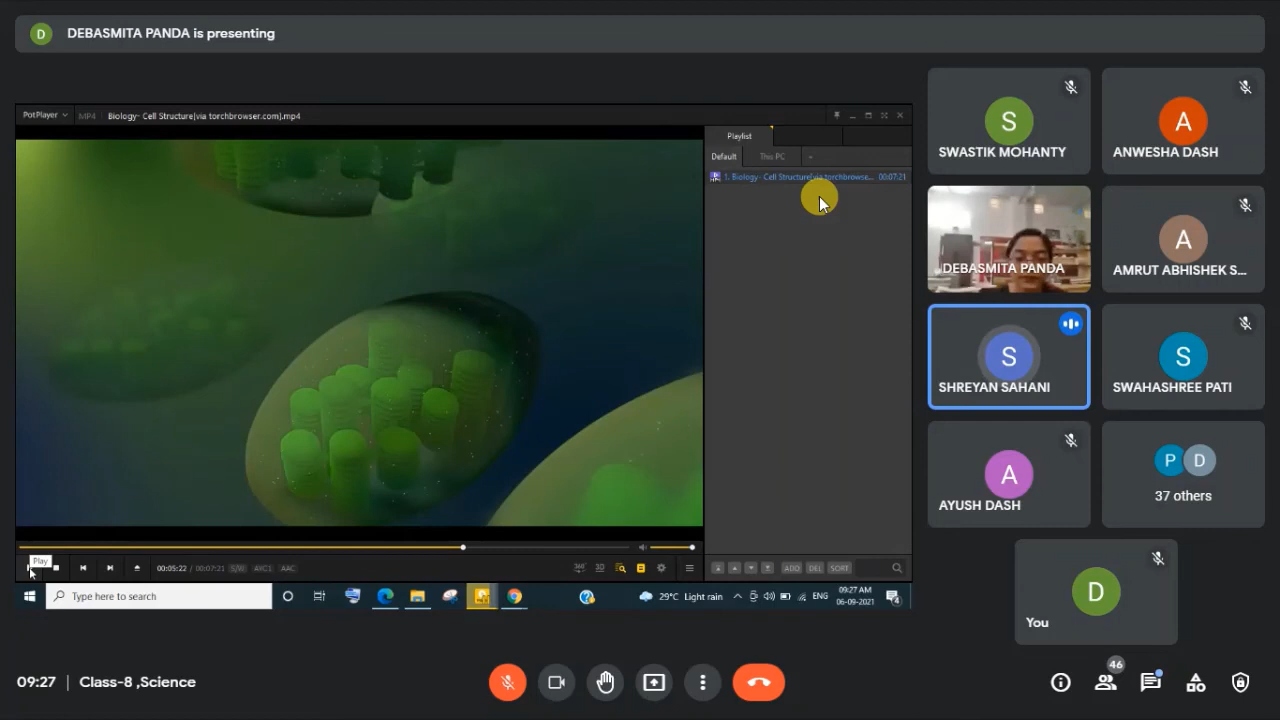 D DEBASMITA PANDA is presenting
PotPlayer MP4 Biology- Cell Structure[via torchbrowser.com].mp4
Playlist
Default This PC +
1. Biology- Cell Structure[via torchbrowse... 00:07:21
Play
00:05:22 / 00:07:21 S/W AVC1 AAC
360° 3D
ADD DEL SORT
Type here to search
29°C Light rain
ENG
09:27 AM
06-09-2021
4
S
SWASTIK MOHANTY
A
ANWESHA DASH
DEBASMITA PANDA
A
AMRUT ABHISHEK S...
S
SHREYAN SAHANI
S
SWAHASHREE PATI
A
AYUSH DASH
P D
37 others
D
You
09:27 | Class-8 ,Science
46